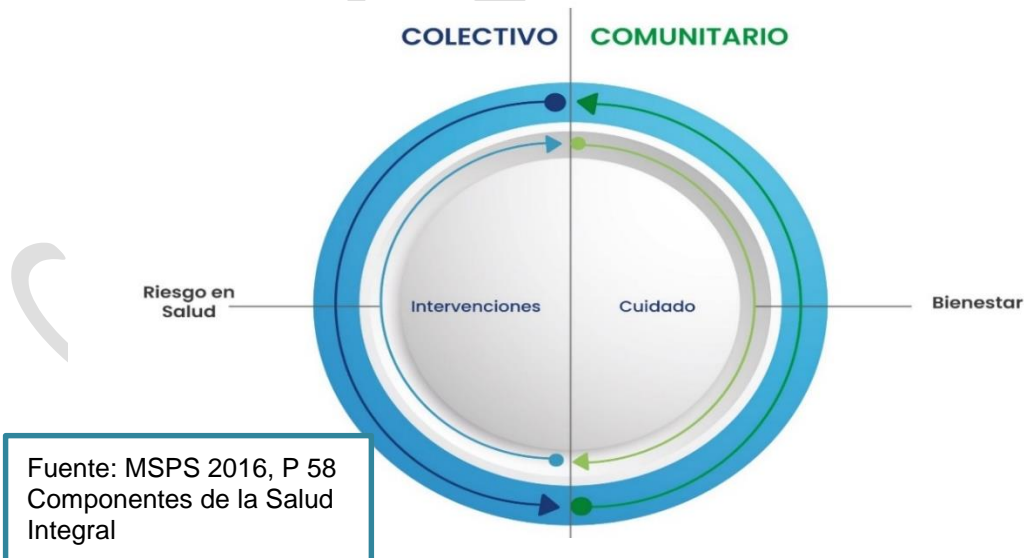 COLECTIVO COMUNITARIO
Riesgo en
Salud
Intervenciones
Cuidado
Bienestar
Fuente: MSPS 2016, P 58
Componentes de la Salud
Integral